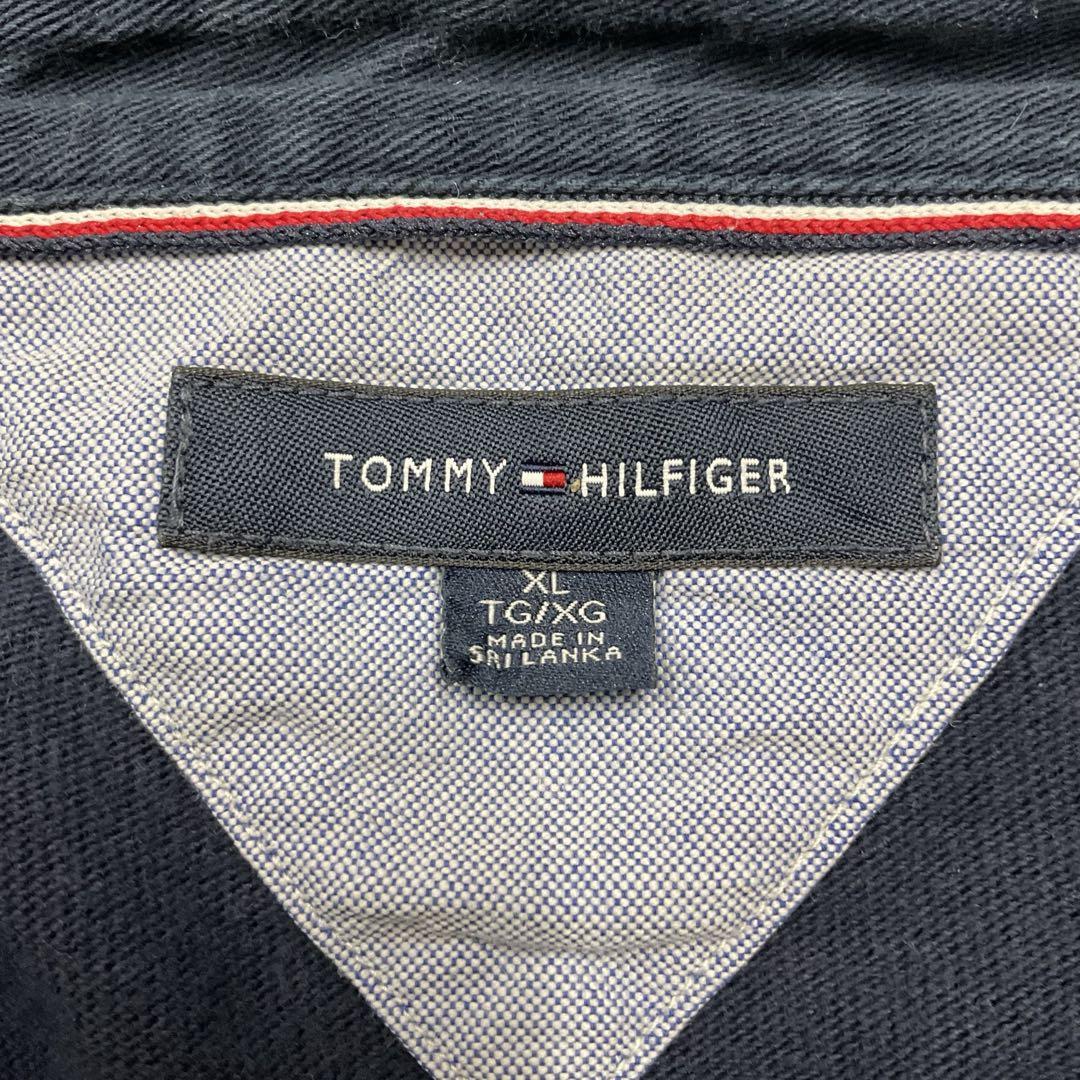 TOMMY HILFIGER
XL
TG/XG
MADE IN
SRI LANKA